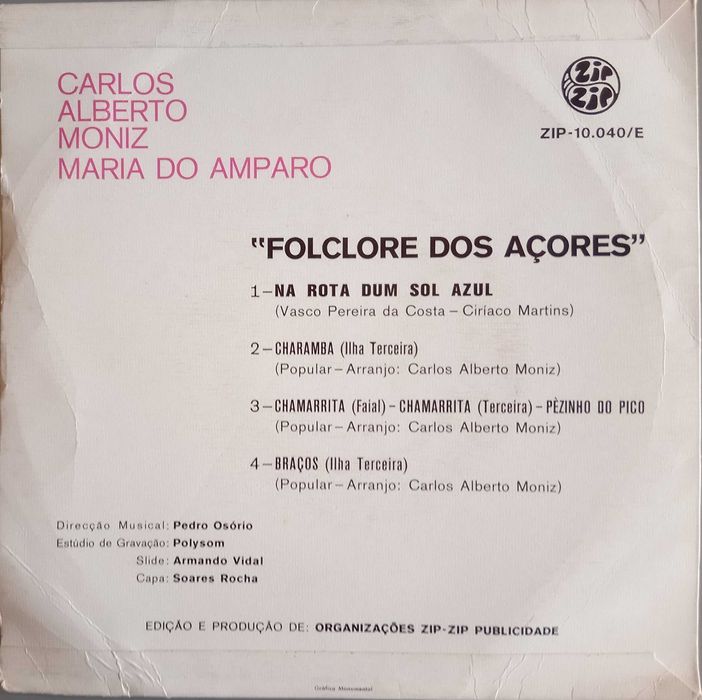 CARLOS
ALBERTO
MONIZ
MARIA DO AMPARO
ZIP
ZIP
ZIP-10.040/E
"FOLCLORE DOS AÇORES"
1-NA ROTA DUM SOL AZUL
(Vasco Pereira da Costa - Ciríaco Martins)
2-CHARAMBA (Ilha Terceira)
(Popular - Arranjo: Carlos Alberto Moniz)
3-CHAMARRITA (Faial) - CHAMARRITA (Terceira) - PÈZINHO DO PICO
(Popular - Arranjo: Carlos Alberto Moniz)
4-BRAÇOS (Ilha Terceira)
(Popular - Arranjo: Carlos Alberto Moniz)
Direcção Musical: Pedro Osório
Estúdio de Gravação: Polysom
Slide: Armando Vidal
Capa: Soares Rocha
EDIÇÃO E PRODUÇÃO DE: ORGANIZAÇÕES ZIP-ZIP PUBLICIDADE
Gráfica Monumental